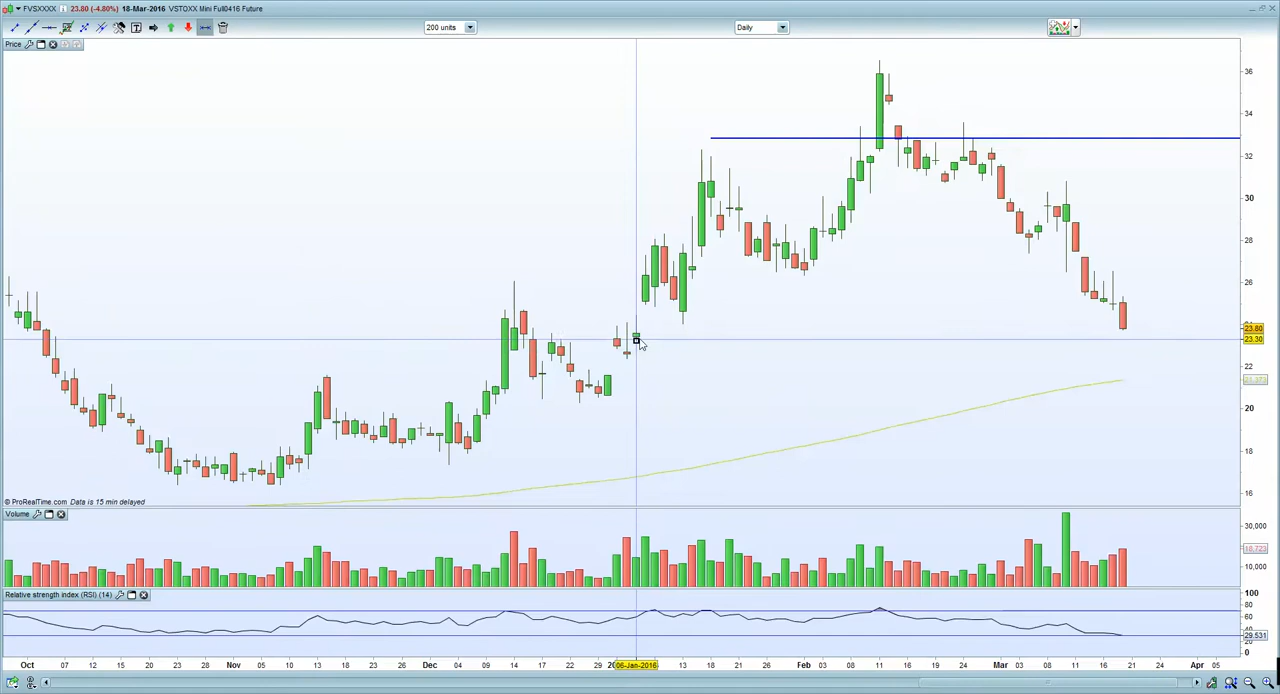 FVSXXXX 23.80 (-4.80%) 18-Mar-2016 VSTOXX Mini Full0416 Future
200 units Daily
Price
36
34
32
30
28
26
23.80
23.30
22
20
18
16
© ProRealTime.com Data is 15 min delayed
Volume
30,000
18,723
10,000
Relative strength index (RSI) (14)
100
80
29.531
0
Oct 07 12 15 20 23 Nov 05 10 13 18 23 26 Dec 04 09 14 17 22 29 06-Jan-2016 13 18 21 26 Feb 03 08 11 16 19 24 Mar 03 08 11 16 21 24 Apr 05